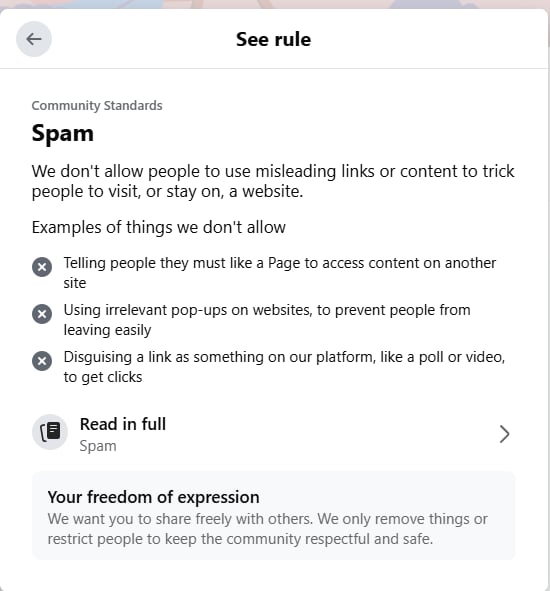 See rule
Community Standards
Spam
We don't allow people to use misleading links or content to trick
people to visit, or stay on, a website.
Examples of things we don't allow
Telling people they must like a Page to access content on another
site
Using irrelevant pop-ups on websites, to prevent people from
leaving easily
Disguising a link as something on our platform, like a poll or video,
to get clicks
Read in full
Spam
Your freedom of expression
We want you to share freely with others. We only remove things or
restrict people to keep the community respectful and safe.